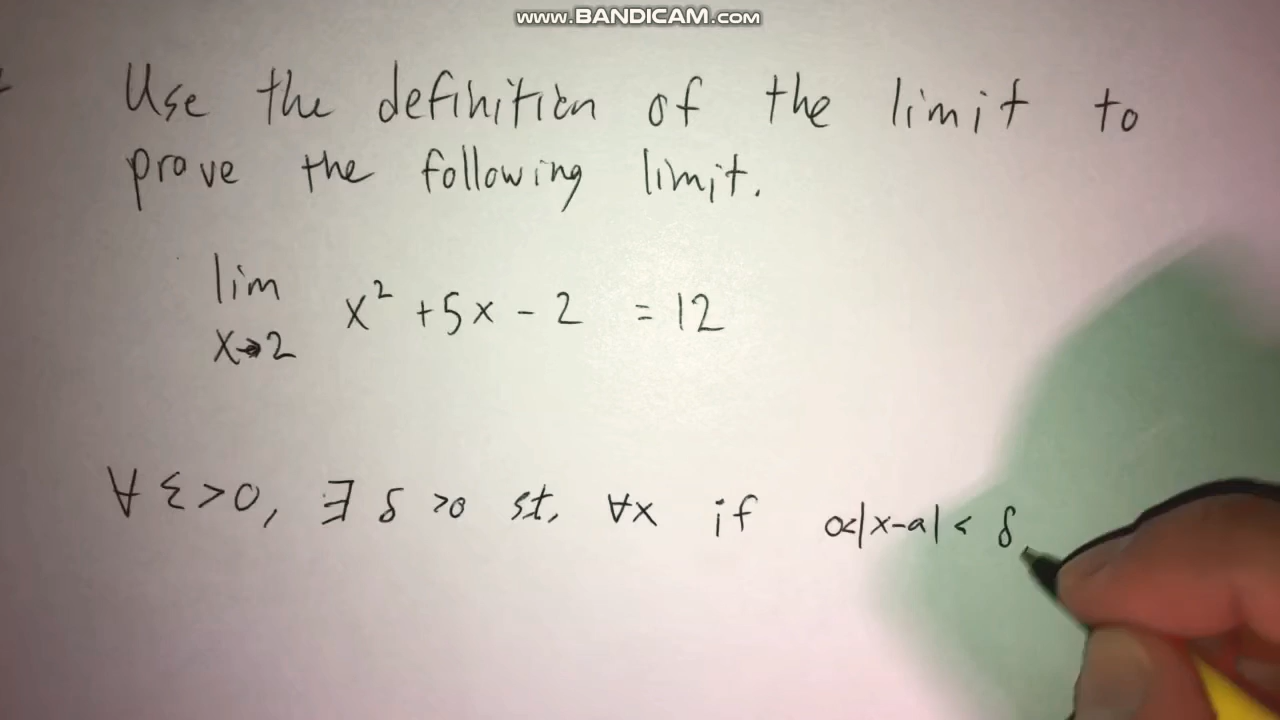 www.BANDICAM.com
Use the definition of the limit to
prove the following limit.
lim x² + 5x - 2 = 12
x→2
∀ ε > 0, ∃ δ > 0 st. ∀x if 0<|x-a| < δ,